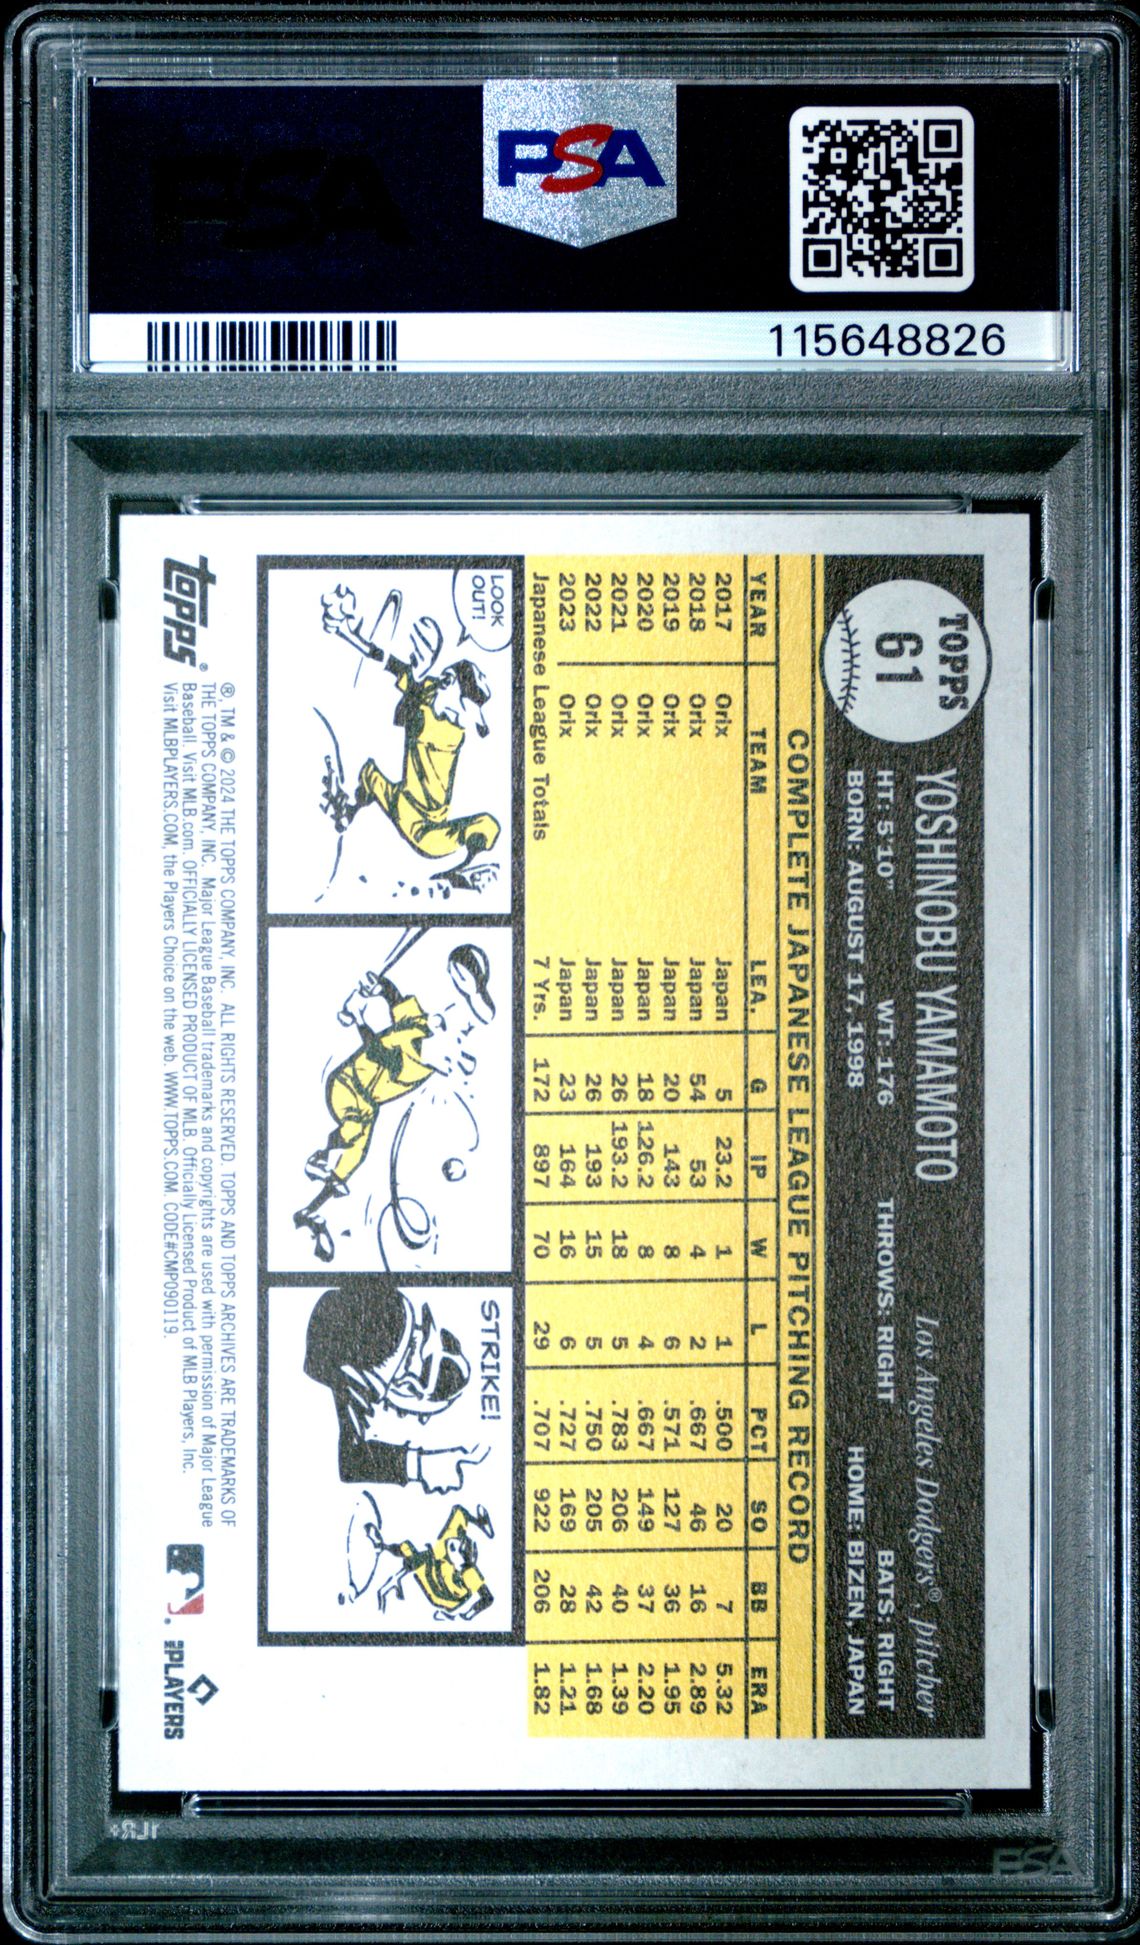 PSA
115648826
TOPPS
61
YOSHINOBU YAMAMOTO
Los Angeles Dodgers®, pitcher
HT: 5'10" WT: 176 THROWS: RIGHT BATS: RIGHT
BORN: AUGUST 17, 1998 HOME: BIZEN, JAPAN
COMPLETE JAPANESE LEAGUE PITCHING RECORD
YEAR TEAM LEA. G IP W L PCT SO BB ERA
2017 Orix Japan 5 23.2 1 1 .500 20 7 5.32
2018 Orix Japan 54 53 4 2 .667 46 16 2.89
2019 Orix Japan 20 143 8 6 .571 127 36 1.95
2020 Orix Japan 18 126.2 8 4 .667 149 37 2.20
2021 Orix Japan 26 193.2 18 5 .783 206 40 1.39
2022 Orix Japan 26 193 15 5 .750 205 42 1.68
2023 Orix Japan 23 164 16 6 .727 169 28 1.21
Japanese League Totals 7 Yrs. 172 897 70 29 .707 922 206 1.82
LOOK
OUT!
STRIKE!
topps®
®, TM & © 2024 THE TOPPS COMPANY, INC. ALL RIGHTS RESERVED. TOPPS AND TOPPS ARCHIVES ARE TRADEMARKS OF
THE TOPPS COMPANY, INC. Major League Baseball trademarks and copyrights are used with permission of Major League
Baseball. Visit MLB.com. OFFICIALLY LICENSED PRODUCT OF MLB. Officially Licensed Product of MLB Players, Inc.
Visit MLBPLAYERS.COM, the Players Choice on the web. WWW.TOPPS.COM. CODE#CMP090119.
MLB PLAYERS
PSA